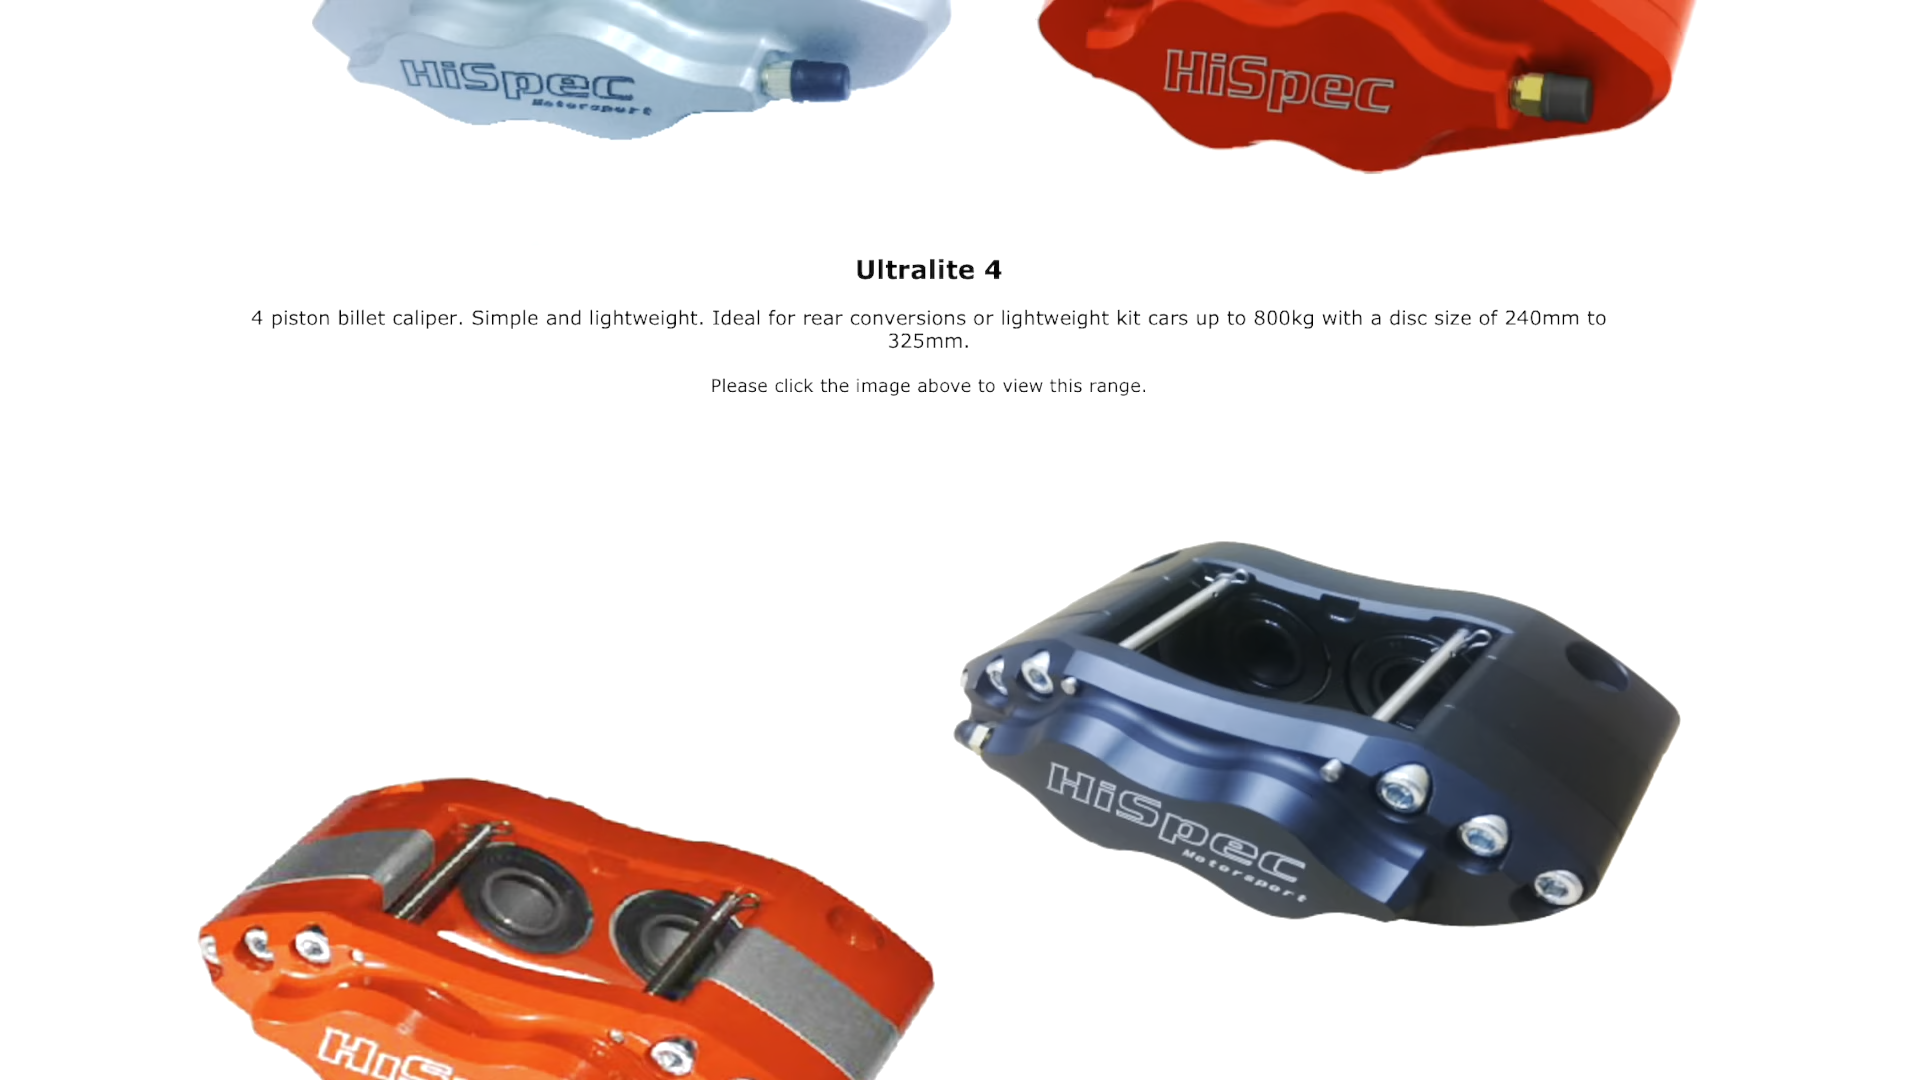 HiSpec
Motorsport
HiSpec
Ultralite 4
4 piston billet caliper. Simple and lightweight. Ideal for rear conversions or lightweight kit cars up to 800kg with a disc size of 240mm to
325mm.
Please click the image above to view this range.
HiSpec
Motorsport